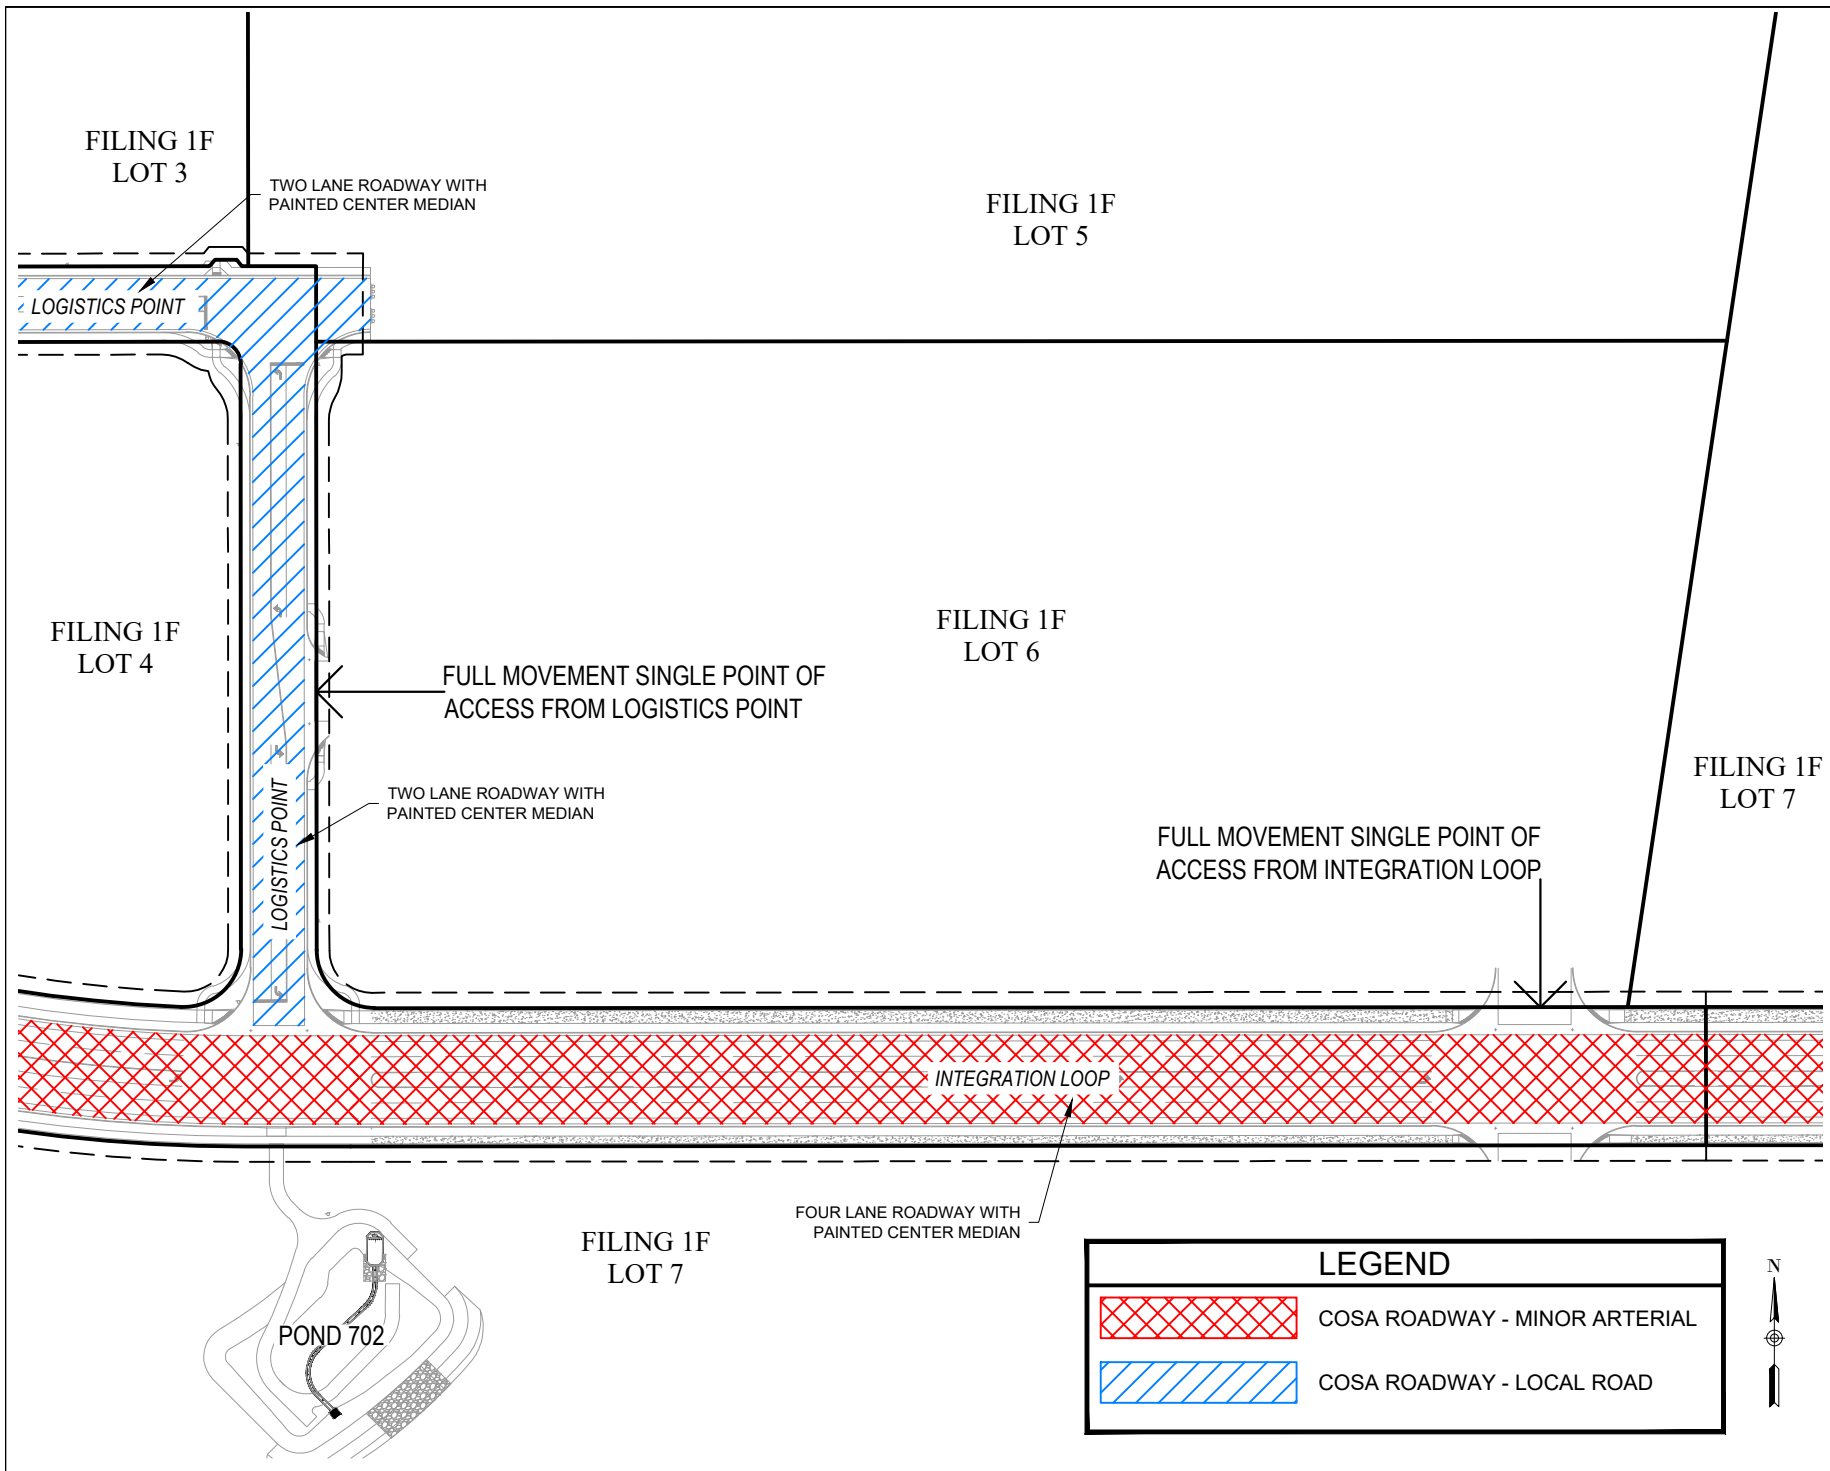 FILING 1F
LOT 3
TWO LANE ROADWAY WITH
PAINTED CENTER MEDIAN
FILING 1F
LOT 5
LOGISTICS POINT
FILING 1F
LOT 4
FILING 1F
LOT 6
FULL MOVEMENT SINGLE POINT OF
ACCESS FROM LOGISTICS POINT
TWO LANE ROADWAY WITH
PAINTED CENTER MEDIAN
LOGISTICS POINT
FILING 1F
LOT 7
FULL MOVEMENT SINGLE POINT OF
ACCESS FROM INTEGRATION LOOP
INTEGRATION LOOP
FOUR LANE ROADWAY WITH
PAINTED CENTER MEDIAN
FILING 1F
LOT 7
POND 702
LEGEND
COSA ROADWAY - MINOR ARTERIAL
COSA ROADWAY - LOCAL ROAD
N